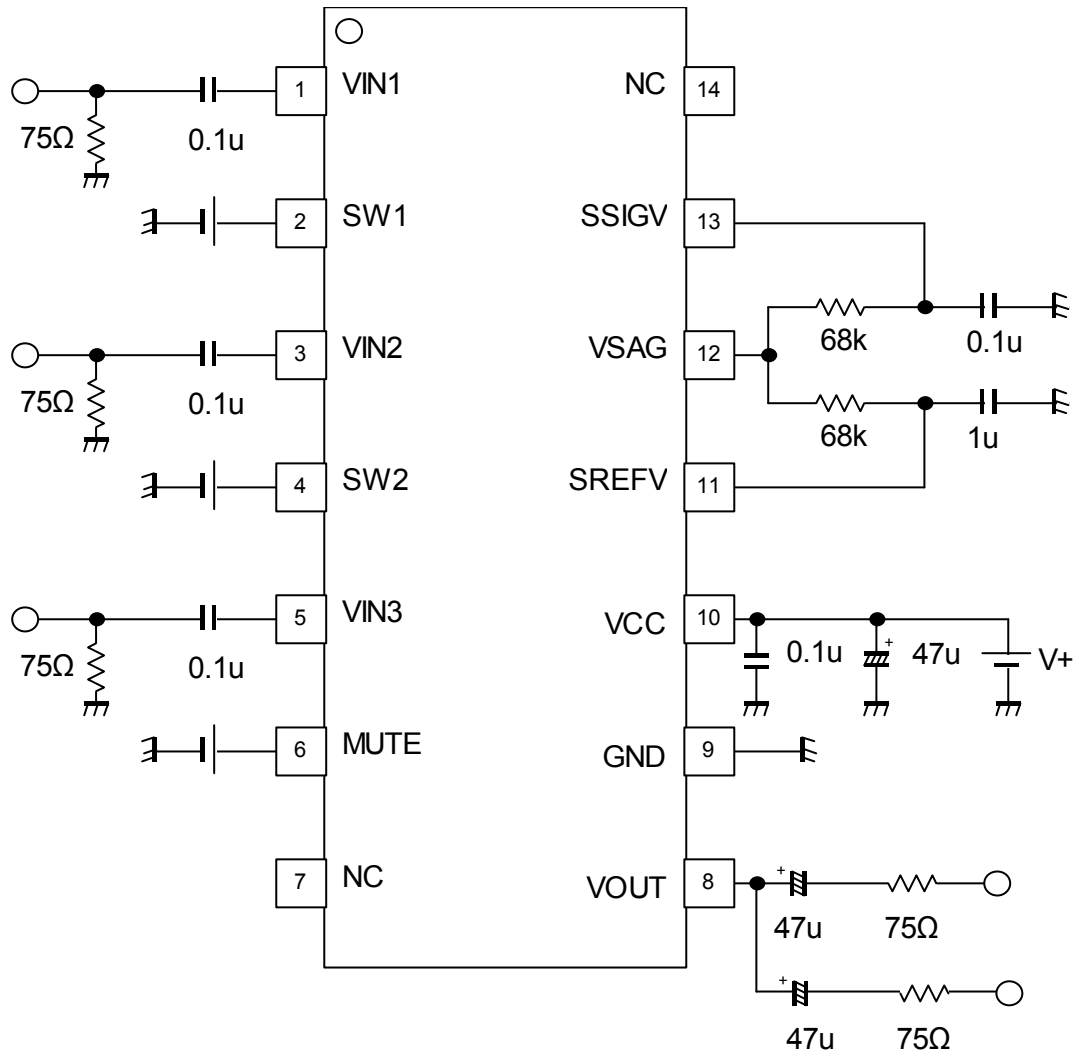 1 VIN1 NC 14
75Ω 0.1u
2 SW1 SSIGV 13
68k 0.1u
3 VIN2 VSAG 12
75Ω 0.1u
68k 1u
4 SW2 SREFV 11
5 VIN3 VCC 10
75Ω 0.1u
0.1u + 47u V+
6 MUTE GND 9
7 NC VOUT 8
+ 47u 75Ω
+ 47u 75Ω